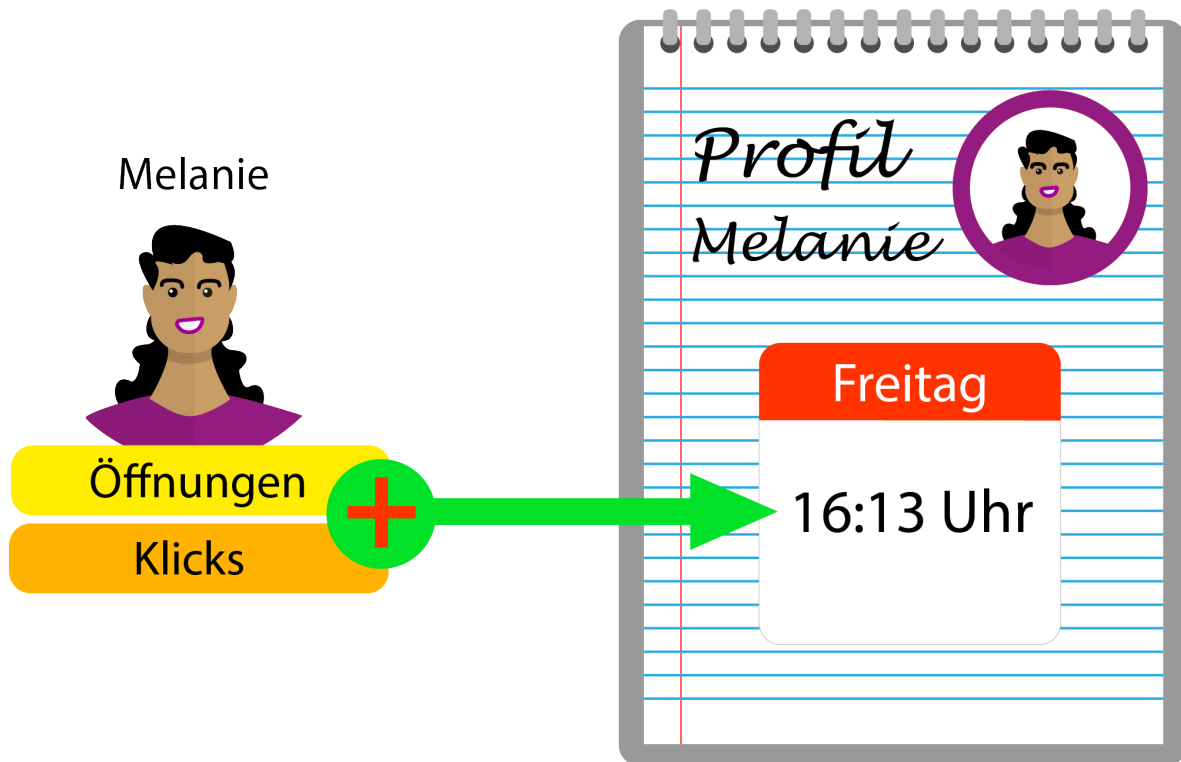 Melanie
Öffnungen
Klicks
Profil
Melanie
Freitag
16:13 Uhr